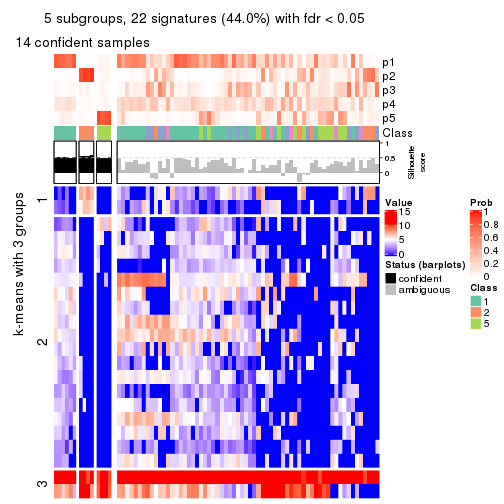 5 subgroups, 22 signatures (44.0%) with fdr < 0.05
14 confident samples
p1
p2
p3
p4
p5
Class
1
0.5
0
Silhouette
score
k-means with 3 groups
1
2
3
Value
15
10
5
0
Status (barplots)
confident
ambiguous
Prob
1
0.8
0.6
0.4
0.2
0
Class
1
2
5